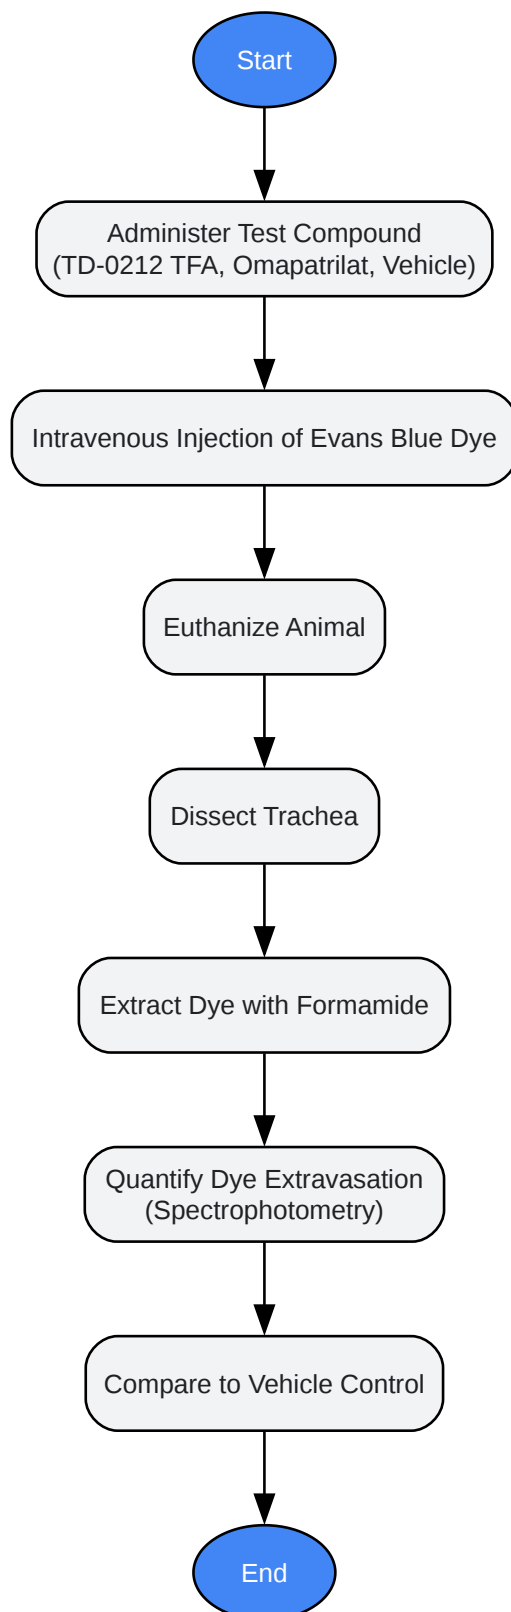 Start
Administer Test Compound
(TD-0212 TFA, Omapatrilat, Vehicle)
Intravenous Injection of Evans Blue Dye
Euthanize Animal
Dissect Trachea
Extract Dye with Formamide
Quantify Dye Extravasation
(Spectrophotometry)
Compare to Vehicle Control
End